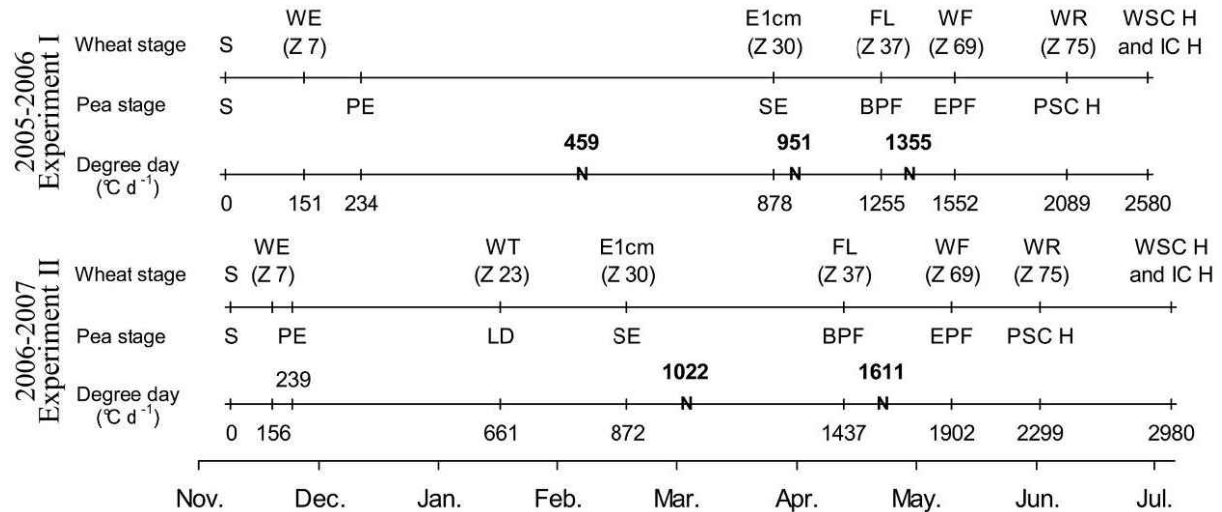 2005-2006
Experiment I
Wheat stage S WE (Z 7) E1cm (Z 30) FL (Z 37) WF (Z 69) WR (Z 75) WSC H and IC H
Pea stage S PE SE BPF EPF PSC H
459 951 1355
Degree day (°C d⁻¹) N N N
0 151 234 878 1255 1552 2089 2580
2006-2007
Experiment II
Wheat stage S WE (Z 7) WT (Z 23) E1cm (Z 30) FL (Z 37) WF (Z 69) WR (Z 75) WSC H and IC H
Pea stage S PE LD SE BPF EPF PSC H
239 1022 1611
Degree day (°C d⁻¹) N N
0 156 661 872 1437 1902 2299 2980
Nov. Dec. Jan. Feb. Mar. Apr. May. Jun. Jul.